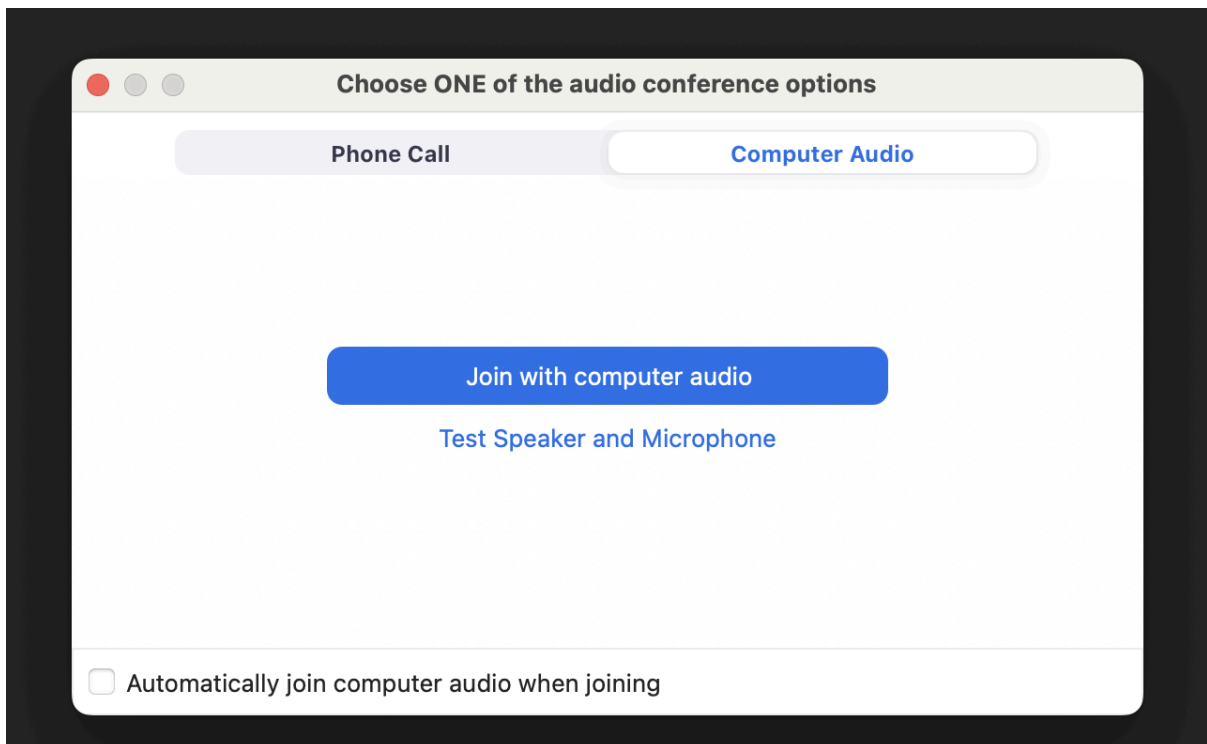 Choose ONE of the audio conference options
Phone Call
Computer Audio
Join with computer audio
Test Speaker and Microphone
Automatically join computer audio when joining